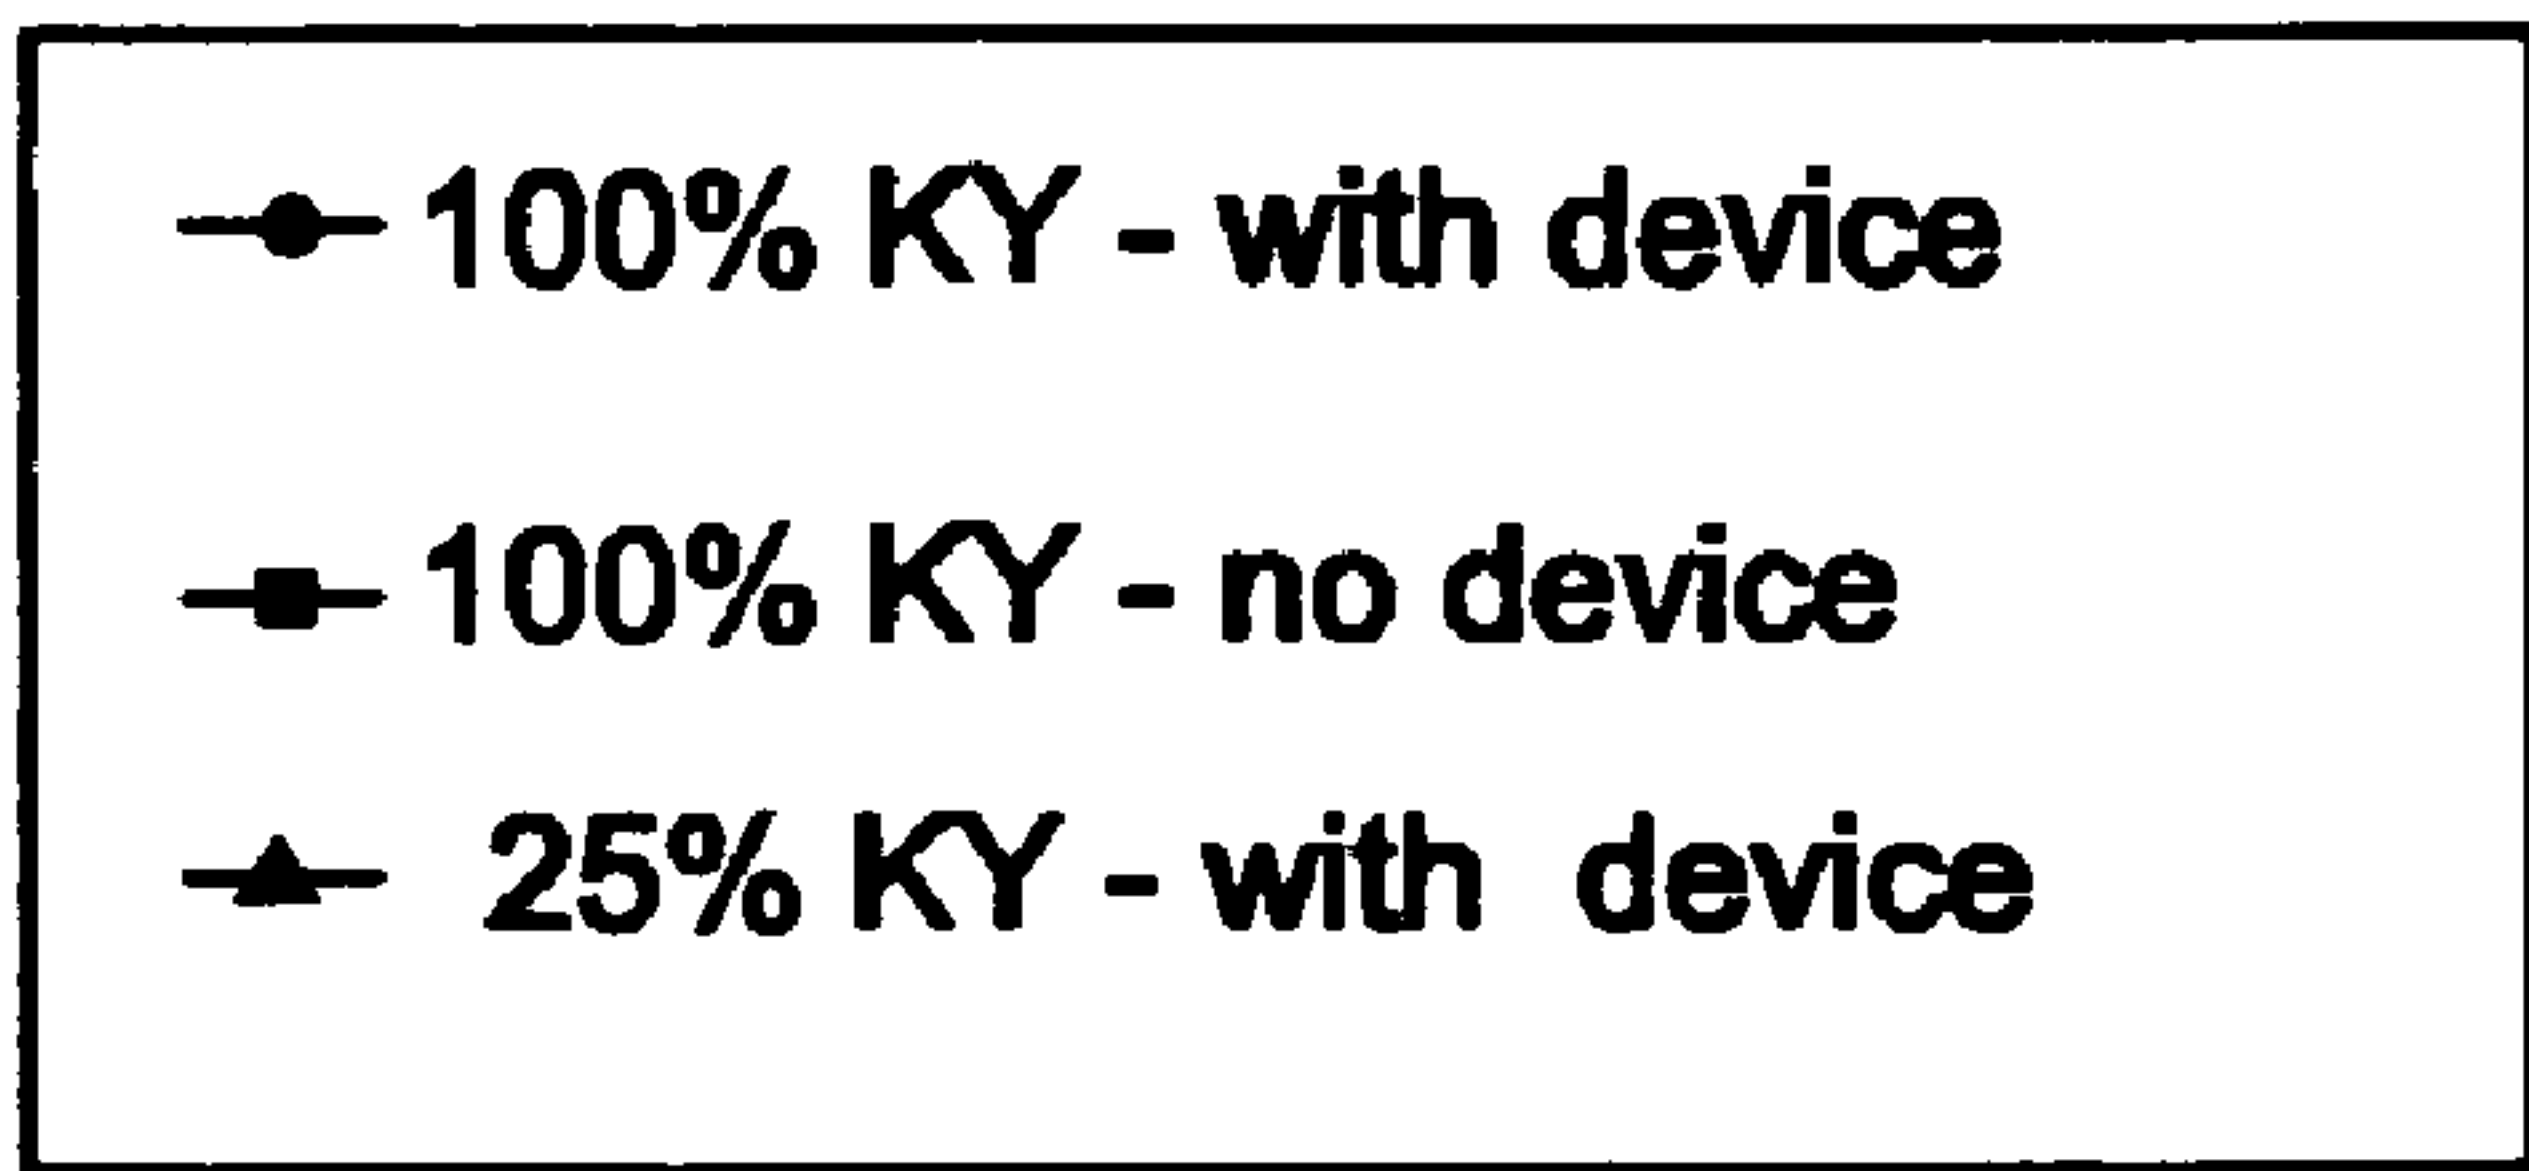 100% KY - with device
100% KY - no device
25% KY - with device